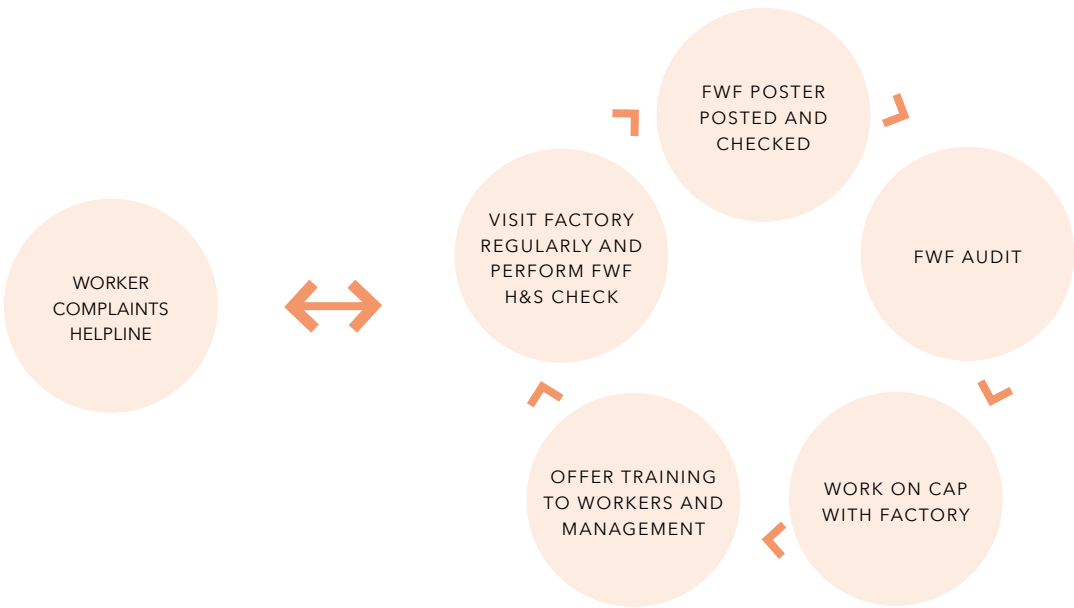 WORKER
COMPLAINTS
HELPLINE
FWF POSTER
POSTED AND
CHECKED
FWF AUDIT
WORK ON CAP
WITH FACTORY
OFFER TRAINING
TO WORKERS AND
MANAGEMENT
VISIT FACTORY
REGULARLY AND
PERFORM FWF
H&S CHECK